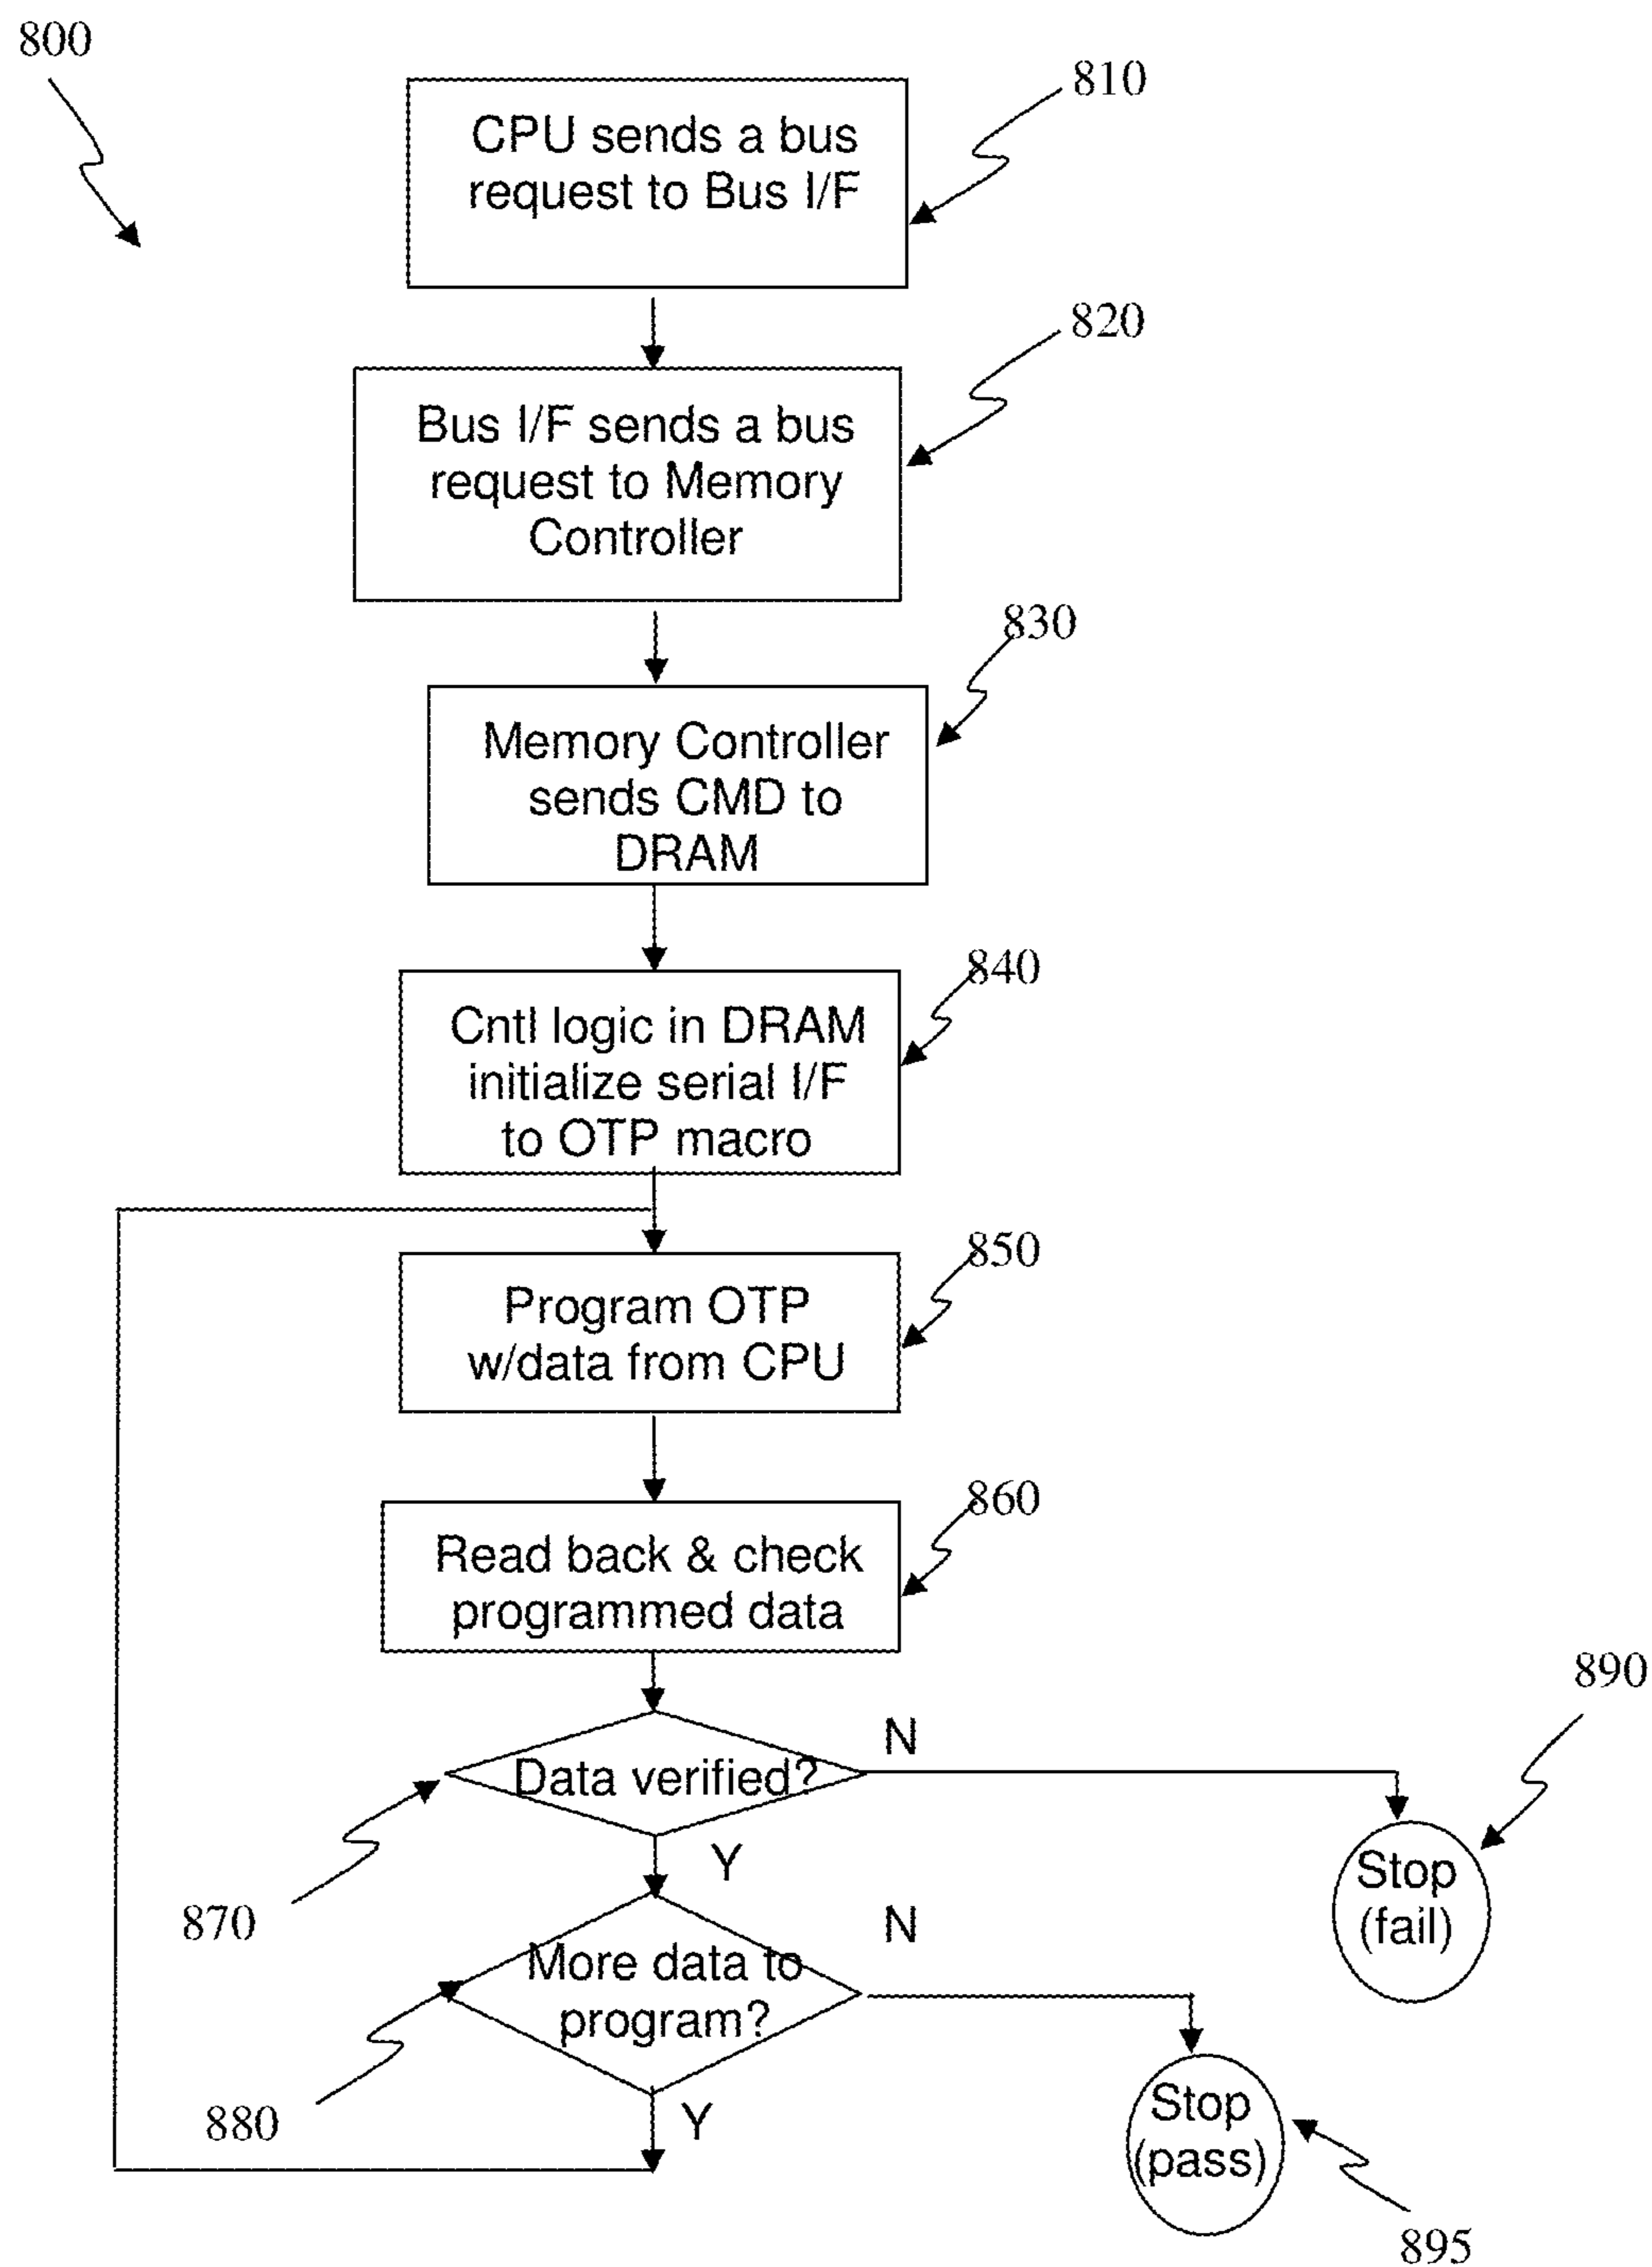 800
810
CPU sends a bus
request to Bus I/F
820
Bus I/F sends a bus
request to Memory
Controller
830
Memory Controller
sends CMD to
DRAM
840
Cntl logic in DRAM
initialize serial I/F
to OTP macro
850
Program OTP
w/data from CPU
860
Read back & check
programmed data
890
N
Data verified?
Y
Stop
(fail)
870
N
More data to
program?
880
Y
Stop
(pass)
895